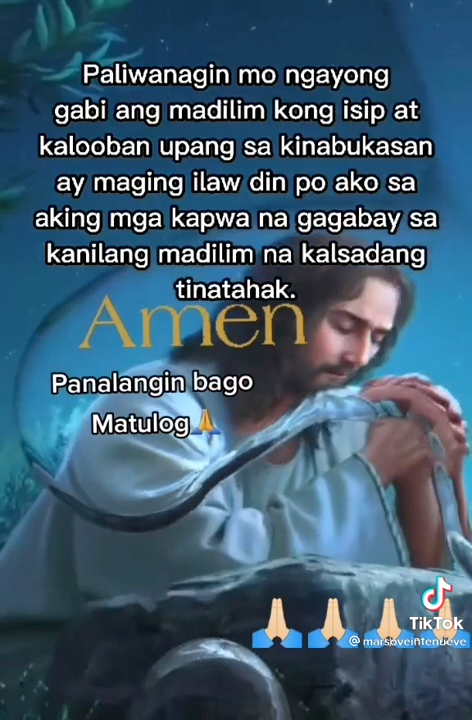 Paliwanagin mo ngayong
gabi ang madilim kong isip at
kalooban upang sa kinabukasan
ay maging ilaw din po ako sa
aking mga kapwa na gagabay sa
kanilang madilim na kalsadang
tinatahak.
Amen
Panalangin bago
Matulog🙏
🙏🏻🙏🏻🙏🏻🙏🏻
TikTok
@marsbveintenueve